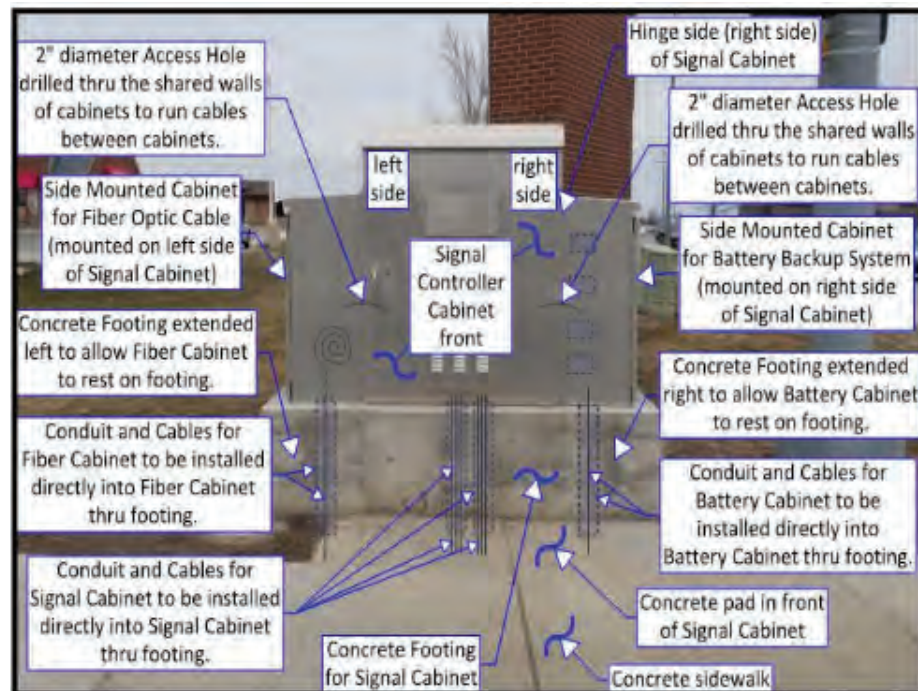 2" diameter Access Hole
drilled thru the shared walls
of cabinets to run cables
between cabinets.
Hinge side (right side)
of Signal Cabinet
2" diameter Access Hole
drilled thru the shared walls
of cabinets to run cables
between cabinets.
left
side
right
side
Side Mounted Cabinet
for Fiber Optic Cable
(mounted on left side
of Signal Cabinet)
Signal
Controller
Cabinet
front
Side Mounted Cabinet
for Battery Backup System
(mounted on right side
of Signal Cabinet)
Concrete Footing extended
left to allow Fiber Cabinet
to rest on footing.
Concrete Footing extended
right to allow Battery Cabinet
to rest on footing.
Conduit and Cables for
Fiber Cabinet to be installed
directly into Fiber Cabinet
thru footing.
Conduit and Cables for
Battery Cabinet to be
installed directly into
Battery Cabinet thru footing.
Conduit and Cables for
Signal Cabinet to be installed
directly into Signal Cabinet
thru footing.
Concrete Footing
for Signal Cabinet
Concrete pad in front
of Signal Cabinet
Concrete sidewalk